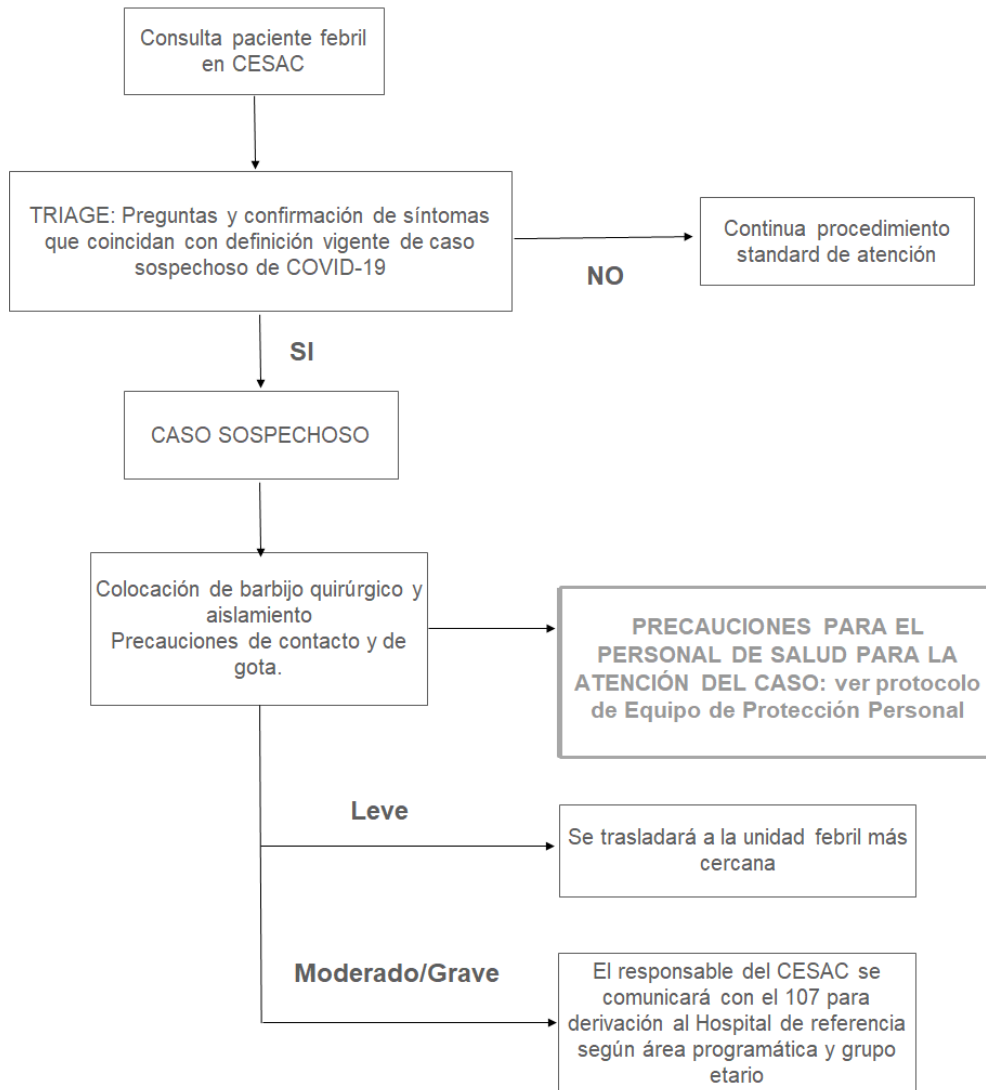 Consulta paciente febril
en CESAC
TRIAGE: Preguntas y confirmación de síntomas
que coincidan con definición vigente de caso
sospechoso de COVID-19
NO
Continua procedimiento
standard de atención
SI
CASO SOSPECHOSO
Colocación de barbijo quirúrgico y
aislamiento
Precauciones de contacto y de
gota.
PRECAUCIONES PARA EL
PERSONAL DE SALUD PARA LA
ATENCIÓN DEL CASO: ver protocolo
de Equipo de Protección Personal
Leve
Se trasladará a la unidad febril más
cercana
Moderado/Grave
El responsable del CESAC se
comunicará con el 107 para
derivación al Hospital de referencia
según área programática y grupo
etario